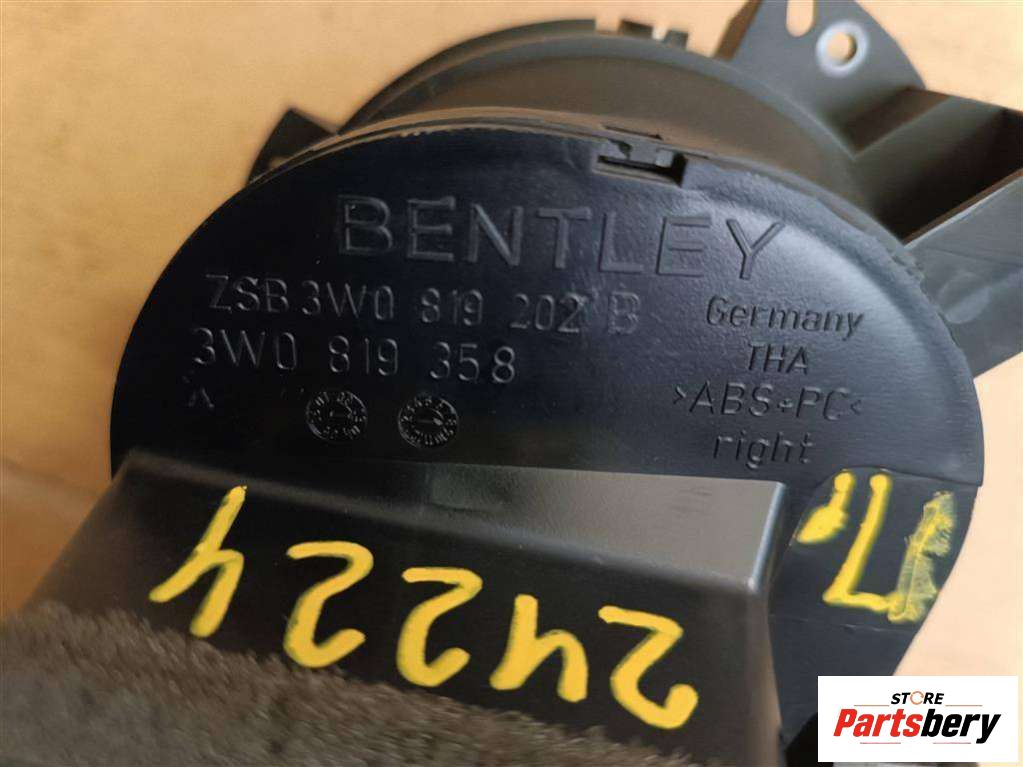 BENTLEY
ZSB 3W0 819 202 B
3W0 819 358
X
Germany
THA
>ABS+PC<
right
24224
STORE
Partsbery